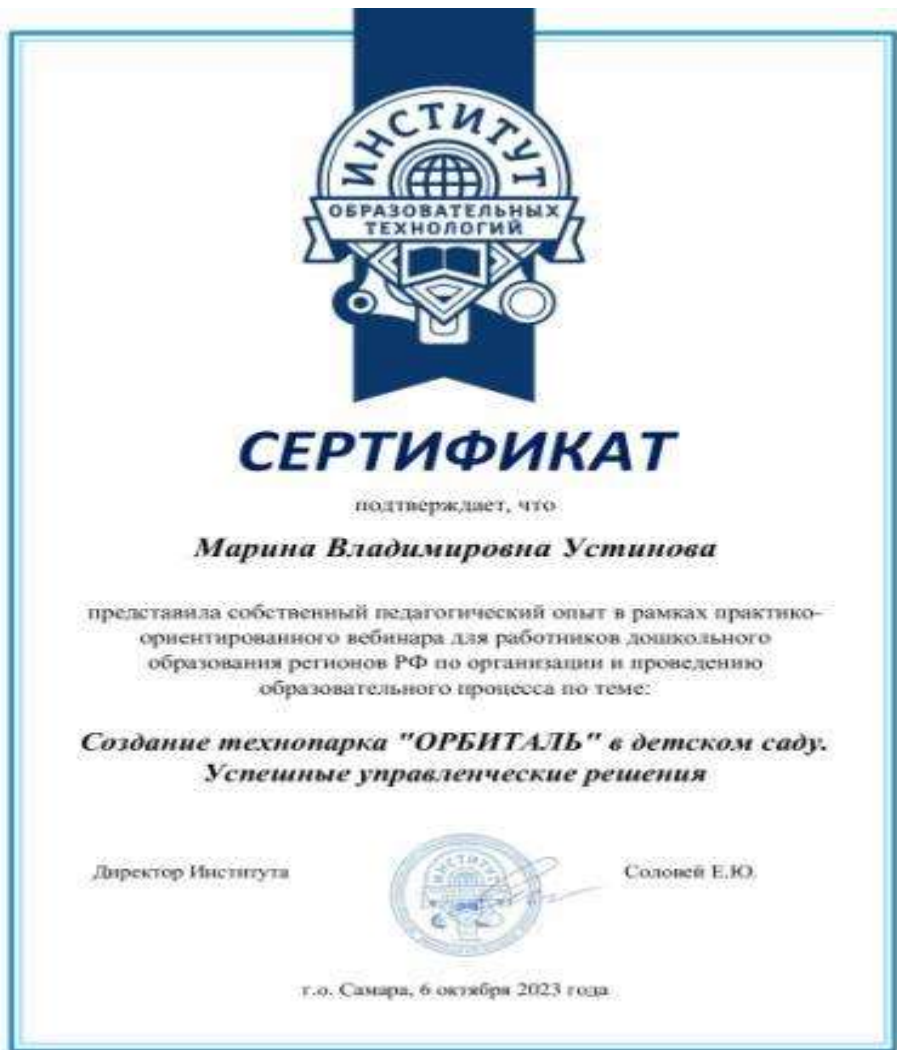 ИНСТИТУТ
ОБРАЗОВАТЕЛЬНЫХ
ТЕХНОЛОГИЙ
СЕРТИФИКАТ
подтверждает, что
Марина Владимировна Устинова
представила собственный педагогический опыт в рамках практико-
ориентированного вебинара для работников дошкольного
образования регионов РФ по организации и проведению
образовательного процесса по теме:
Создание технопарка "ОРБИТАЛЬ" в детском саду.
Успешные управленческие решения
Директор Института
ИНСТИТУТ
Соловей Е.Ю.
г.о. Самара, 6 октября 2023 года